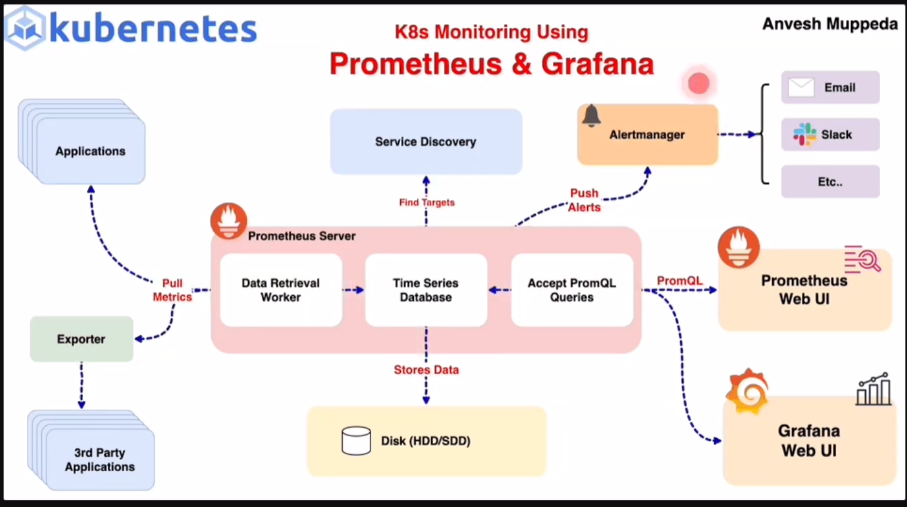 kubernetes
K8s Monitoring Using
Prometheus & Grafana
Anvesh Muppeda
Applications
Service Discovery
Alertmanager
Email
Slack
Etc..
Find Targets
Push
Alerts
Prometheus Server
Pull
Metrics
Data Retrieval
Worker
Time Series
Database
Accept PromQL
Queries
PromQL
Prometheus
Web UI
Exporter
Stores Data
3rd Party
Applications
Disk (HDD/SDD)
Grafana
Web UI